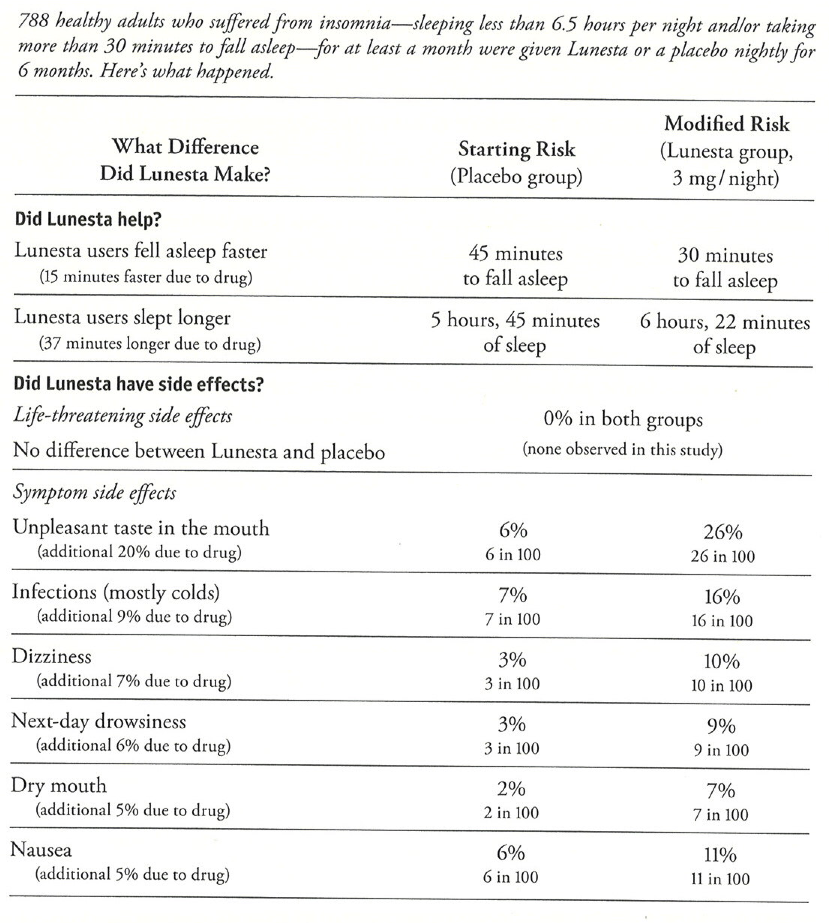 788 healthy adults who suffered from insomnia—sleeping less than 6.5 hours per night and/or taking
more than 30 minutes to fall asleep—for at least a month were given Lunesta or a placebo nightly for
6 months. Here's what happened.
What Difference
Did Lunesta Make?
Starting Risk
(Placebo group)
Modified Risk
(Lunesta group,
3 mg/night)
Did Lunesta help?
Lunesta users fell asleep faster
(15 minutes faster due to drug)
45 minutes
to fall asleep
30 minutes
to fall asleep
Lunesta users slept longer
(37 minutes longer due to drug)
5 hours, 45 minutes
of sleep
6 hours, 22 minutes
of sleep
Did Lunesta have side effects?
Life-threatening side effects
No difference between Lunesta and placebo
0% in both groups
(none observed in this study)
Symptom side effects
Unpleasant taste in the mouth
(additional 20% due to drug)
6%
6 in 100
26%
26 in 100
Infections (mostly colds)
(additional 9% due to drug)
7%
7 in 100
16%
16 in 100
Dizziness
(additional 7% due to drug)
3%
3 in 100
10%
10 in 100
Next-day drowsiness
(additional 6% due to drug)
3%
3 in 100
9%
9 in 100
Dry mouth
(additional 5% due to drug)
2%
2 in 100
7%
7 in 100
Nausea
(additional 5% due to drug)
6%
6 in 100
11%
11 in 100